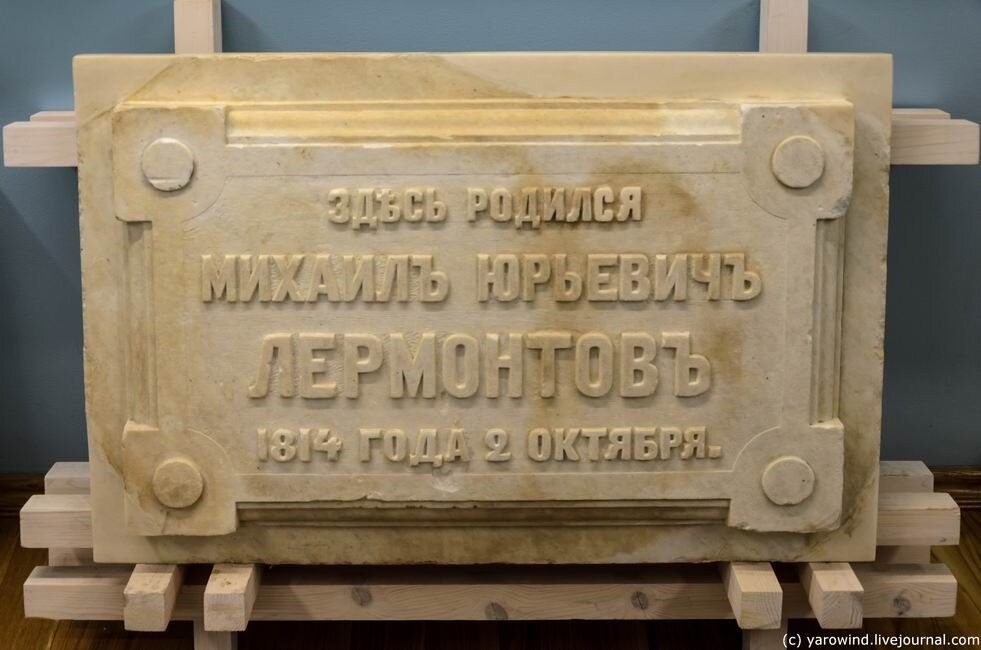 ЗДѢСЬ РОДИЛСЯ
МИХАИЛЪ ЮРЬЕВИЧЪ
ЛЕРМОНТОВЪ
1814 ГОДА 2 ОКТЯБРЯ.
(c) yarowind.livejournal.com